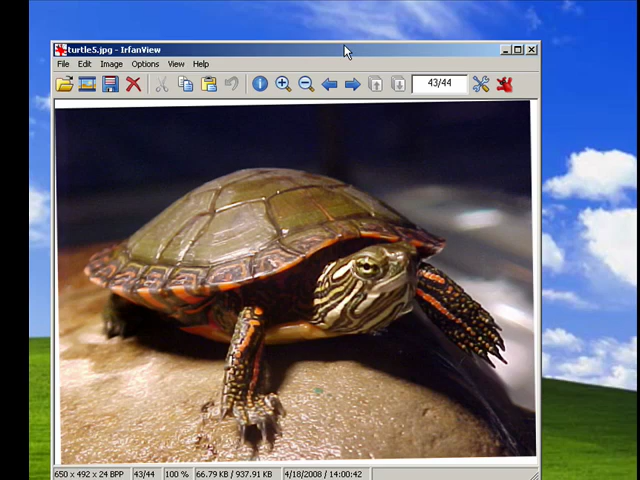 turtle5.jpg - IrfanView
File Edit Image Options View Help
43/44
650 x 492 x 24 BPP 43/44 100 % 66.79 KB / 937.91 KB 4/18/2008 / 14:00:42